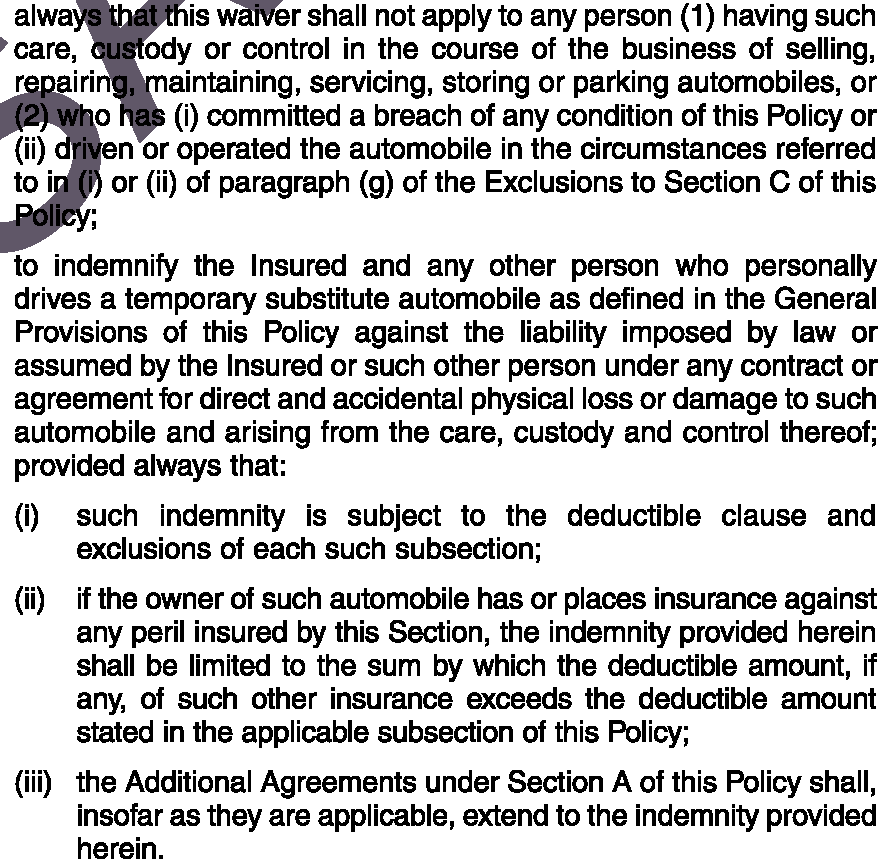 always that this waiver shall not apply to any person (1) having such
care, custody or control in the course of the business of selling,
repairing, maintaining, servicing, storing or parking automobiles, or
(2) who has (i) committed a breach of any condition of this Policy or
(ii) driven or operated the automobile in the circumstances referred
to in (i) or (ii) of paragraph (g) of the Exclusions to Section C of this
Policy;
to indemnify the Insured and any other person who personally
drives a temporary substitute automobile as defined in the General
Provisions of this Policy against the liability imposed by law or
assumed by the Insured or such other person under any contract or
agreement for direct and accidental physical loss or damage to such
automobile and arising from the care, custody and control thereof;
provided always that:
(i) such indemnity is subject to the deductible clause and
exclusions of each such subsection;
(ii) if the owner of such automobile has or places insurance against
any peril insured by this Section, the indemnity provided herein
shall be limited to the sum by which the deductible amount, if
any, of such other insurance exceeds the deductible amount
stated in the applicable subsection of this Policy;
(iii) the Additional Agreements under Section A of this Policy shall,
insofar as they are applicable, extend to the indemnity provided
herein.